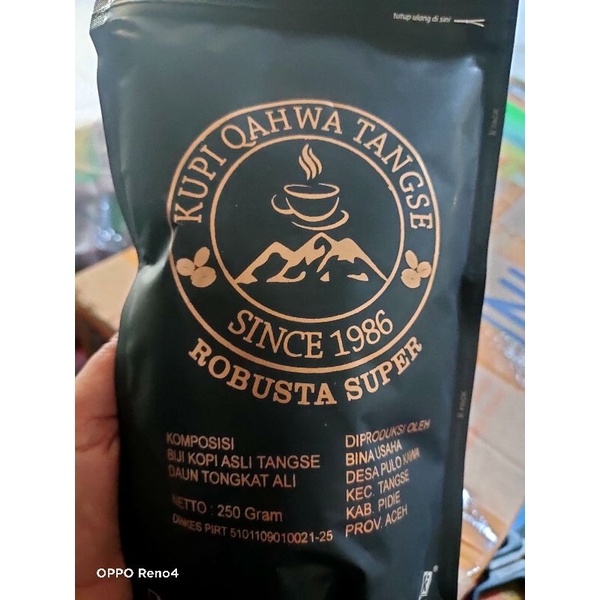 tutup ulang di sini
KUPI QAHWA TANGSE
SINCE 1986
ROBUSTA SUPER
KOMPOSISI
BIJI KOPI ASLI TANGSE
DAUN TONGKAT ALI
NETTO : 250 Gram
DINKES PIRT 5101109010021-25
DIPRODUKSI OLEH
BINA USAHA
DESA PULO KAWA
KEC. TANGSE
KAB. PIDIE
PROV. ACEH
OPPO Reno4